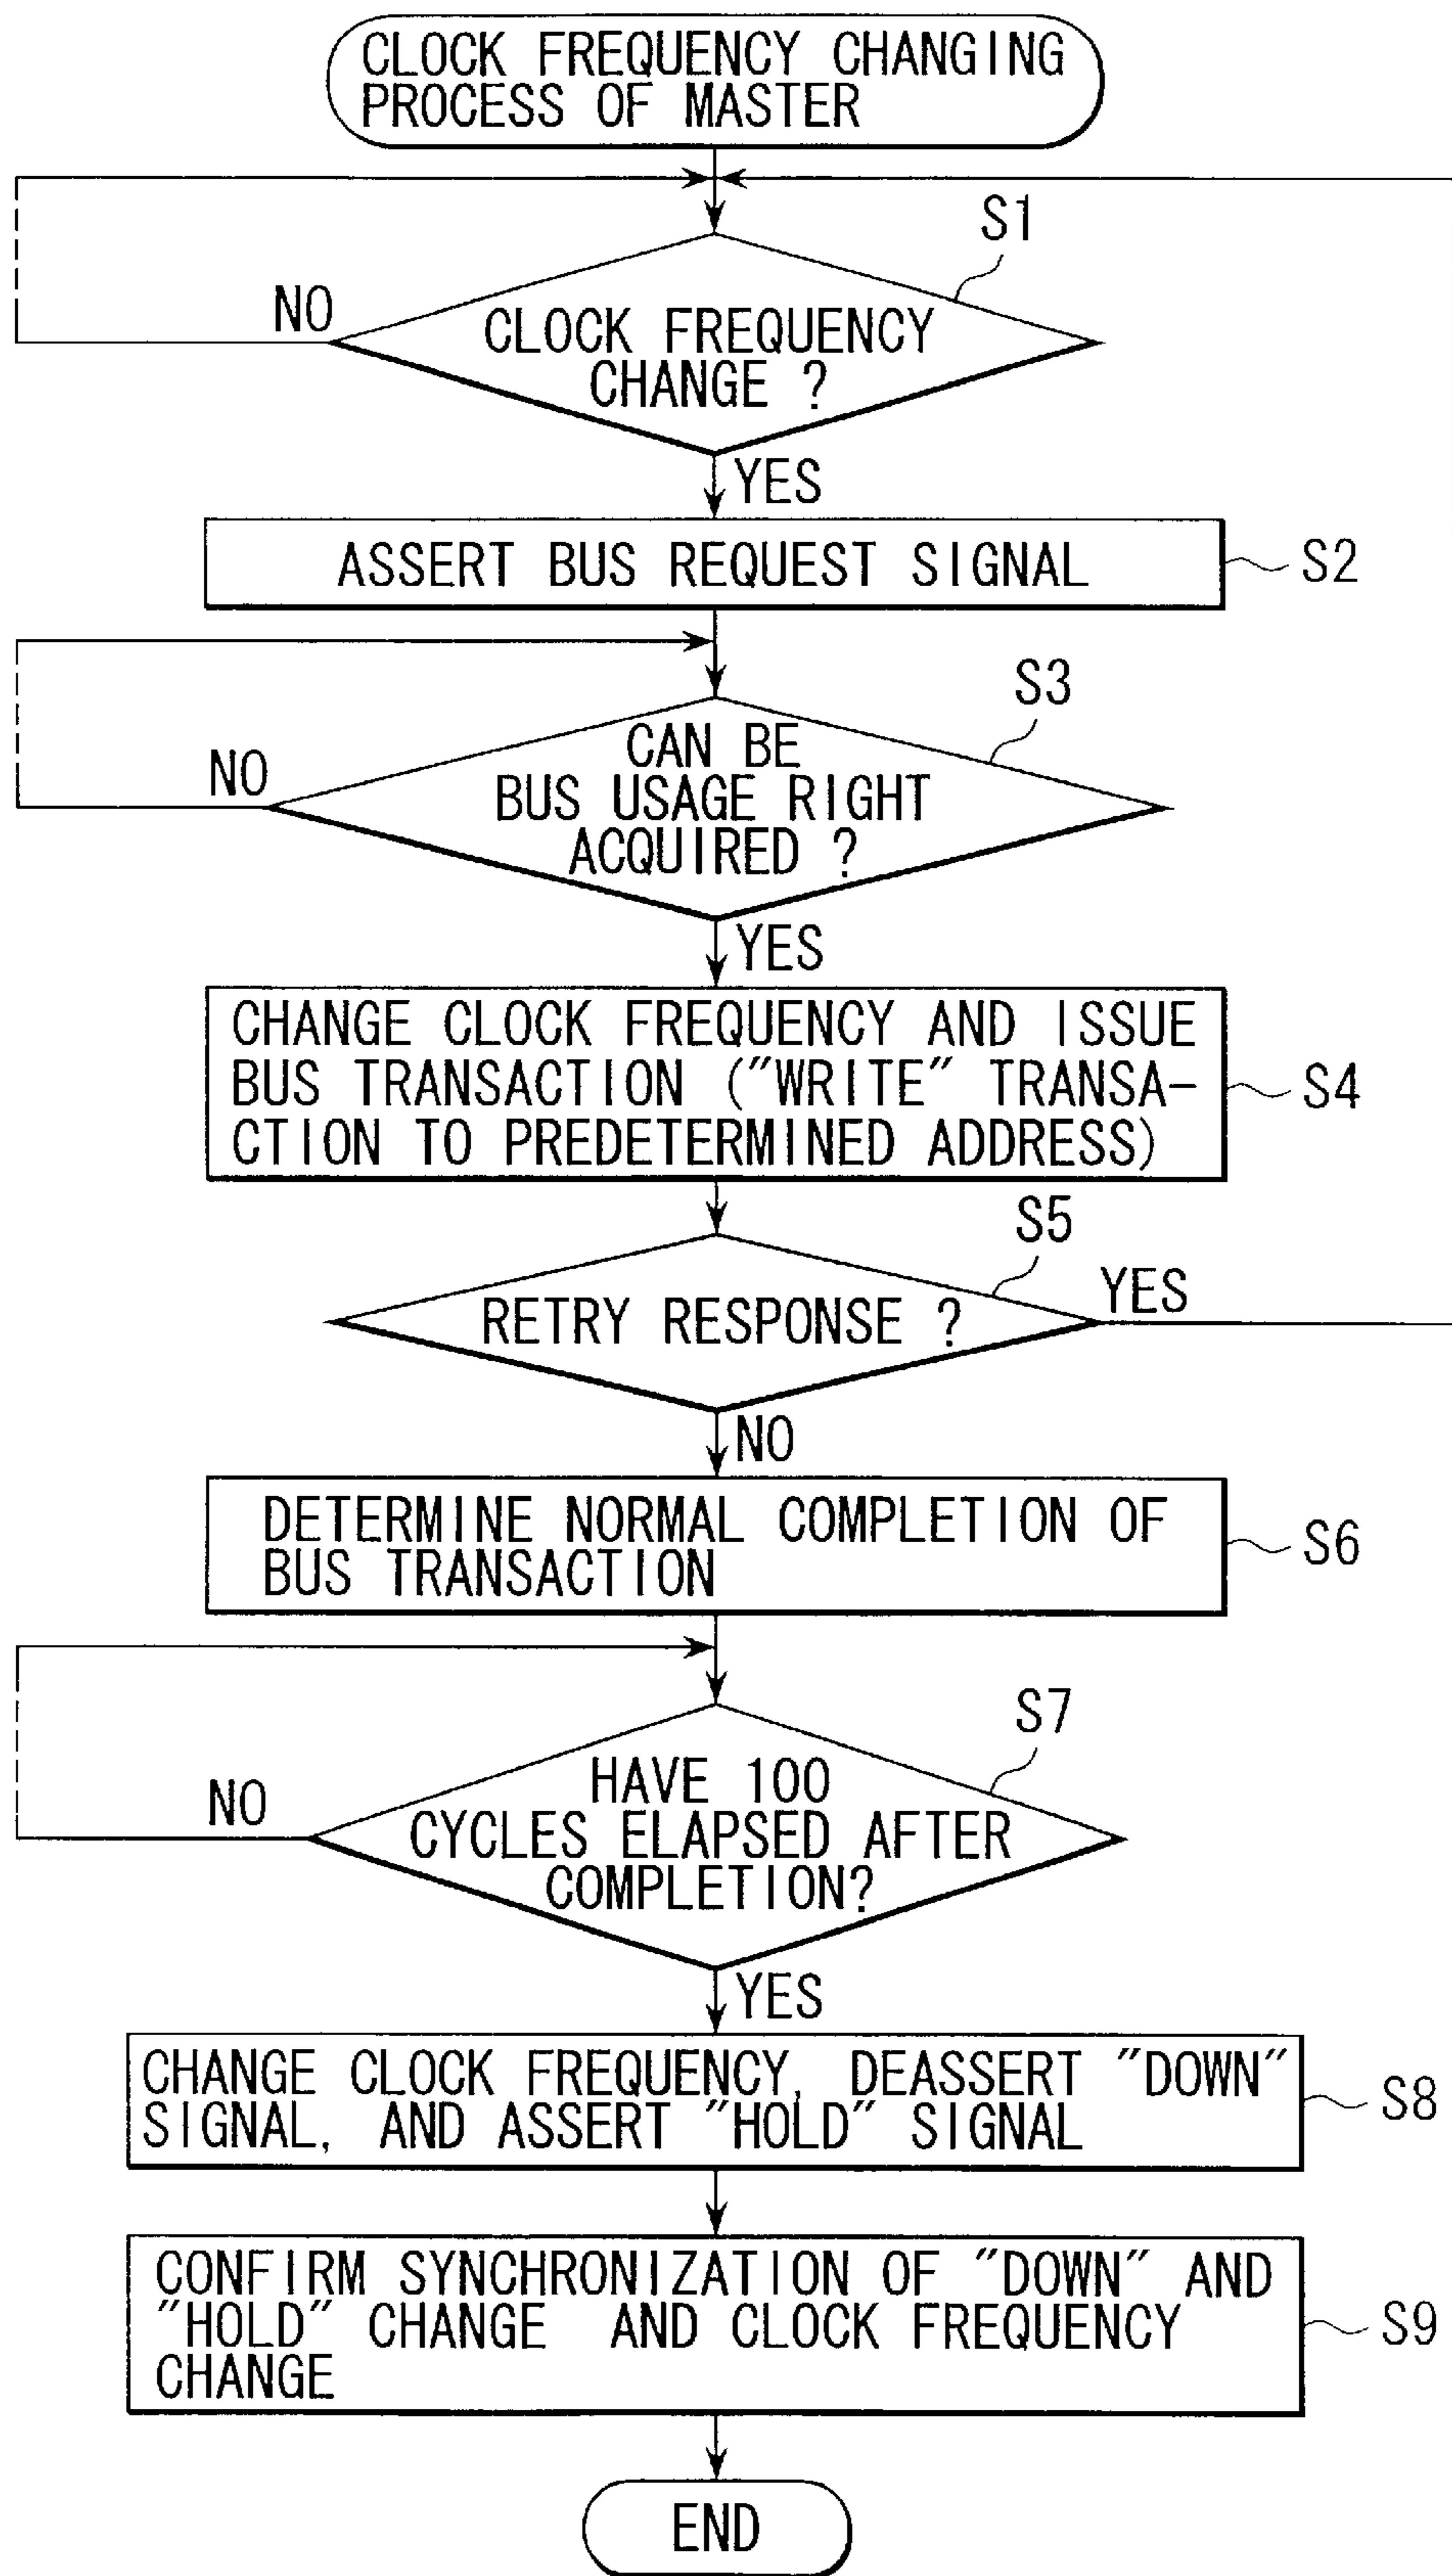 CLOCK FREQUENCY CHANGING
PROCESS OF MASTER
S1
NO
CLOCK FREQUENCY
CHANGE ?
YES
ASSERT BUS REQUEST SIGNAL
S2
S3
NO
CAN BE
BUS USAGE RIGHT
ACQUIRED ?
YES
CHANGE CLOCK FREQUENCY AND ISSUE
BUS TRANSACTION ("WRITE" TRANSA-
CTION TO PREDETERMINED ADDRESS)
S4
S5
YES
RETRY RESPONSE ?
NO
DETERMINE NORMAL COMPLETION OF
BUS TRANSACTION
S6
S7
NO
HAVE 100
CYCLES ELAPSED AFTER
COMPLETION?
YES
CHANGE CLOCK FREQUENCY, DEASSERT "DOWN"
SIGNAL, AND ASSERT "HOLD" SIGNAL
S8
CONFIRM SYNCHRONIZATION OF "DOWN" AND
"HOLD" CHANGE AND CLOCK FREQUENCY
CHANGE
S9
END